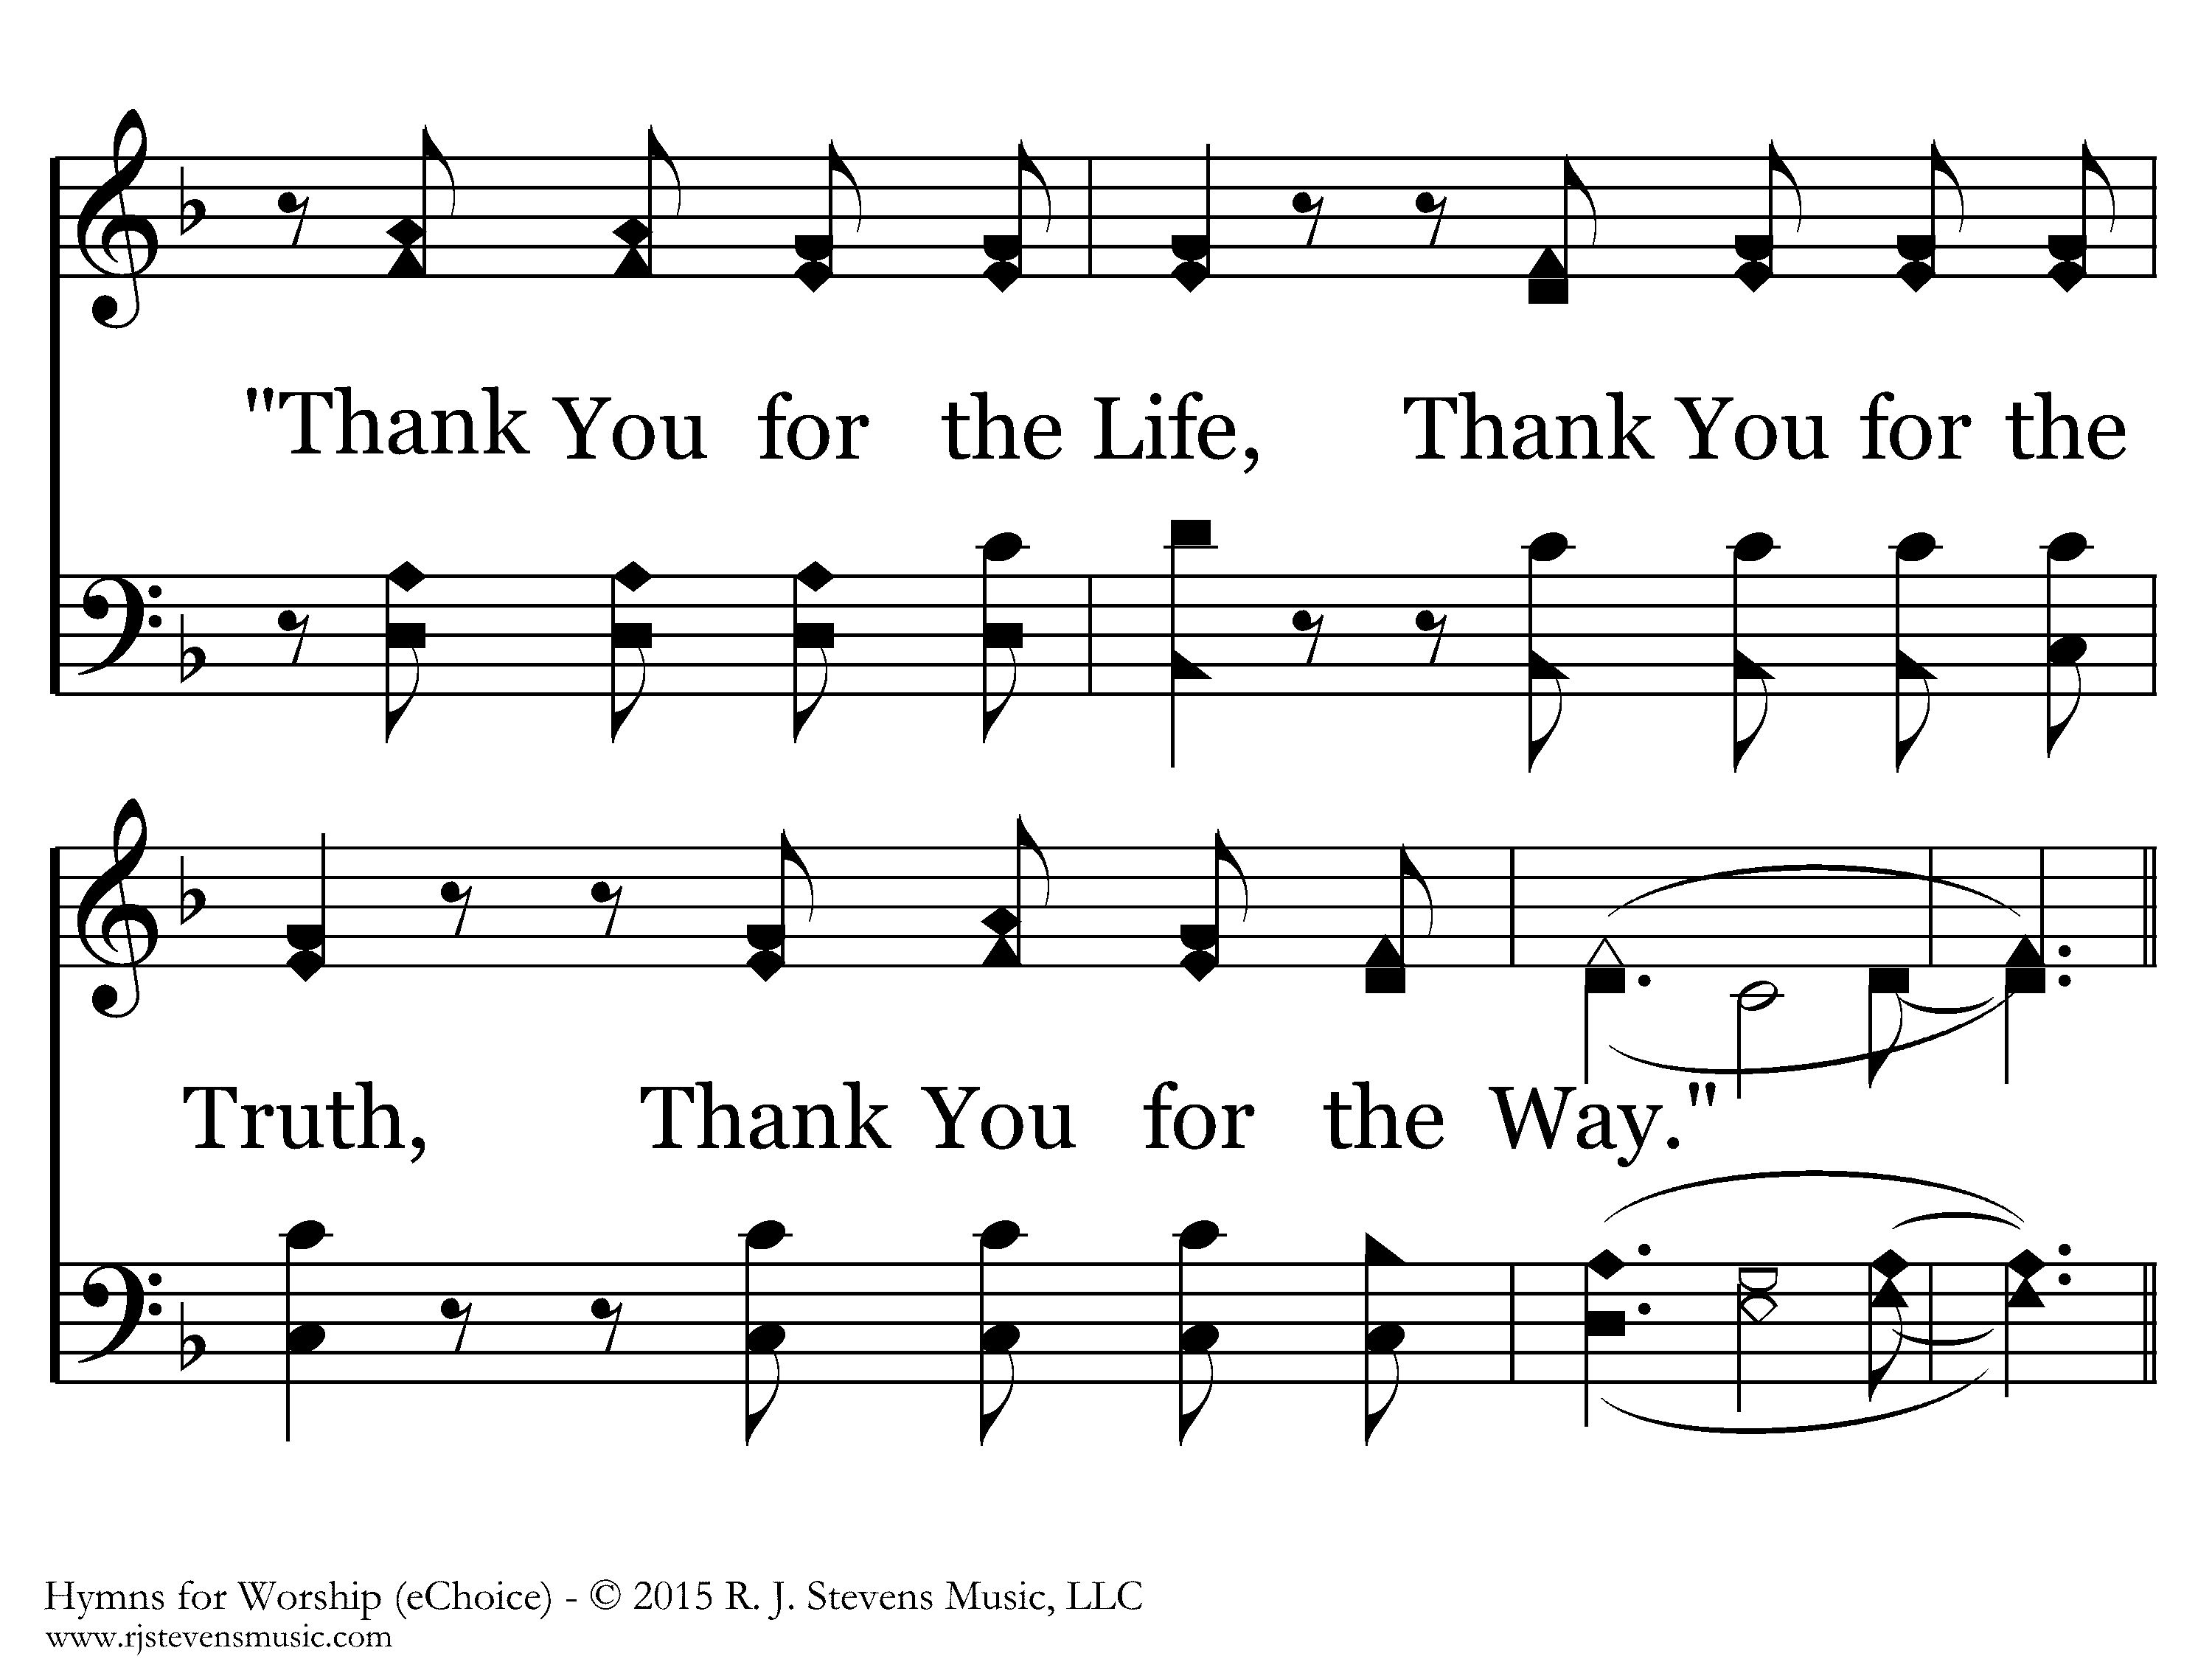 "Thank You for the Life, Thank You for the
Truth, Thank You for the Way."
Hymns for Worship (eChoice) - © 2015 R. J. Stevens Music, LLC
www.rjstevensmusic.com